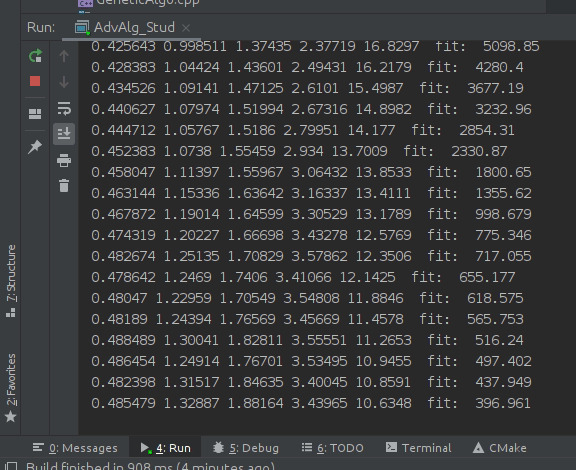 GeneticAlgo.cpp
Run: AdvAlg_Stud
0.425643 0.998511 1.37435 2.37719 16.8297 fit: 5098.85
0.428383 1.04424 1.43601 2.49431 16.2179 fit: 4280.4
0.434526 1.09141 1.47125 2.6101 15.4987 fit: 3677.19
0.440627 1.07974 1.51994 2.67316 14.8982 fit: 3232.96
0.444712 1.05767 1.5186 2.79951 14.177 fit: 2854.31
0.452383 1.0738 1.55459 2.934 13.7009 fit: 2330.87
0.458047 1.11397 1.55967 3.06432 13.8533 fit: 1800.65
0.463144 1.15336 1.63642 3.16337 13.4111 fit: 1355.62
0.467872 1.19014 1.64599 3.30529 13.1789 fit: 998.679
0.474319 1.20227 1.66698 3.43278 12.5769 fit: 775.346
0.482674 1.25135 1.70829 3.57862 12.3506 fit: 717.055
0.478642 1.2469 1.7406 3.41066 12.1425 fit: 655.177
0.48047 1.22959 1.70549 3.54808 11.8846 fit: 618.575
0.48189 1.24394 1.76569 3.45669 11.4578 fit: 565.753
0.488489 1.30041 1.82811 3.55551 11.2653 fit: 516.24
0.486454 1.24914 1.76701 3.53495 10.9455 fit: 497.402
0.482398 1.31517 1.84635 3.40045 10.8591 fit: 437.949
0.485479 1.32887 1.88164 3.43965 10.6348 fit: 396.961
7: Structure
2: Favorites
0: Messages 4: Run 5: Debug 6: TODO Terminal CMake
Build finished in 908 ms (4 minutes ago)